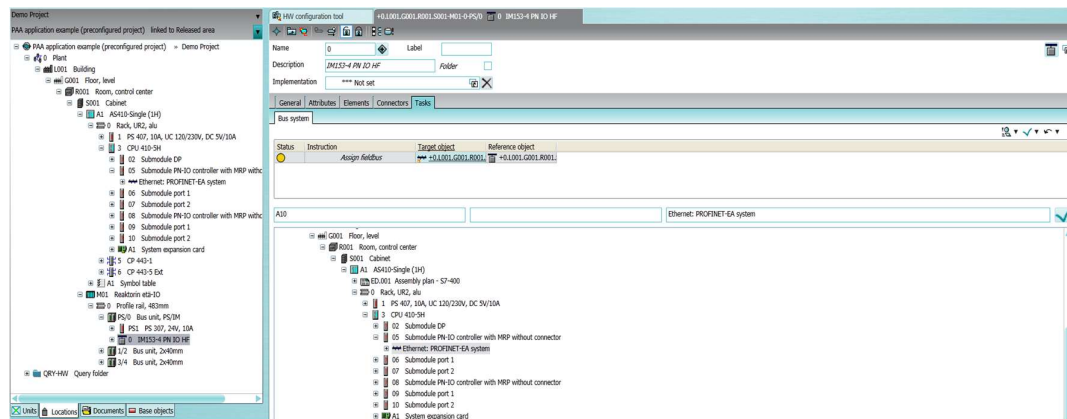 Demo Project
PAA application example (preconfigured project) linked to Released area
PAA application example (preconfigured project) » Demo Project
0 Plant
L001 Building
G001 Floor, level
R001 Room, control center
S001 Cabinet
A1 AS410-Single (1H)
0 Rack, UR2, alu
1 PS 407, 10A, UC 120/230V, DC 5V/10A
3 CPU 410-5H
02 Submodule DP
05 Submodule PN-IO controller with MRP witho
Ethernet: PROFINET-EA system
06 Submodule port 1
07 Submodule port 2
08 Submodule PN-IO controller with MRP witho
09 Submodule port 1
10 Submodule port 2
A1 System expansion card
5 CP 443-1
6 CP 443-5 Ext
A1 Symbol table
M01 Reaktorin etä-IO
0 Profile rail, 483mm
PS/0 Bus unit, PS/IM
PS1 PS 307, 24V, 10A
0 IM153-4 PN IO HF
1/2 Bus unit, 2x40mm
3/4 Bus unit, 2x40mm
QRY-HW Query folder
Units Locations Documents Base objects
HW configuration tool +0.L001.G001.R001.S001-M01-0-PS/0 0 IM153-4 PN IO HF
Name 0 Label
Description IM153-4 PN IO HF Folder
Implementation *** Not set
General Attributes Elements Connectors Tasks
Bus system
Status Instruction Target object Reference object
Assign fieldbus +0.L001.G001.R001. +0.L001.G001.R001.
A10 Ethernet: PROFINET-EA system
G001 Floor, level
R001 Room, control center
S001 Cabinet
A1 AS410-Single (1H)
ED.001 Assembly plan - S7-400
0 Rack, UR2, alu
1 PS 407, 10A, UC 120/230V, DC 5V/10A
3 CPU 410-5H
02 Submodule DP
05 Submodule PN-IO controller with MRP without connector
Ethernet: PROFINET-EA system
06 Submodule port 1
07 Submodule port 2
08 Submodule PN-IO controller with MRP without connector
09 Submodule port 1
10 Submodule port 2
A1 System expansion card